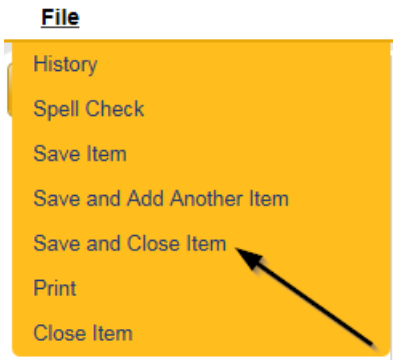 File
History
Spell Check
Save Item
Save and Add Another Item
Save and Close Item
Print
Close Item